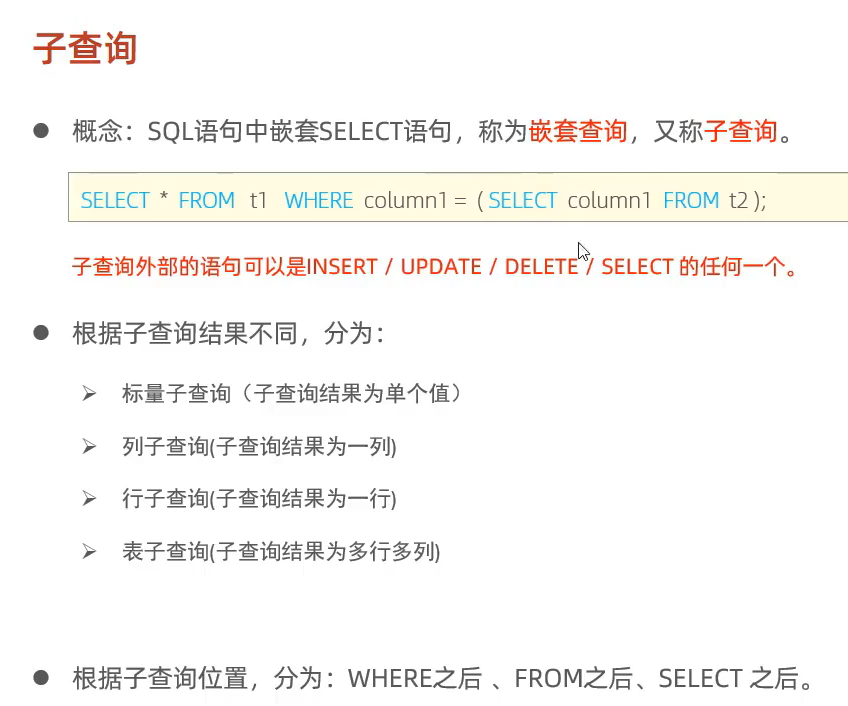 子查询
概念：SQL语句中嵌套SELECT语句，称为嵌套查询，又称子查询。
SELECT * FROM t1 WHERE column1 = ( SELECT column1 FROM t2 );
子查询外部的语句可以是INSERT / UPDATE / DELETE / SELECT 的任何一个。
根据子查询结果不同，分为：
标量子查询（子查询结果为单个值）
列子查询(子查询结果为一列)
行子查询(子查询结果为一行)
表子查询(子查询结果为多行多列)
根据子查询位置，分为：WHERE之后 、FROM之后、SELECT 之后。